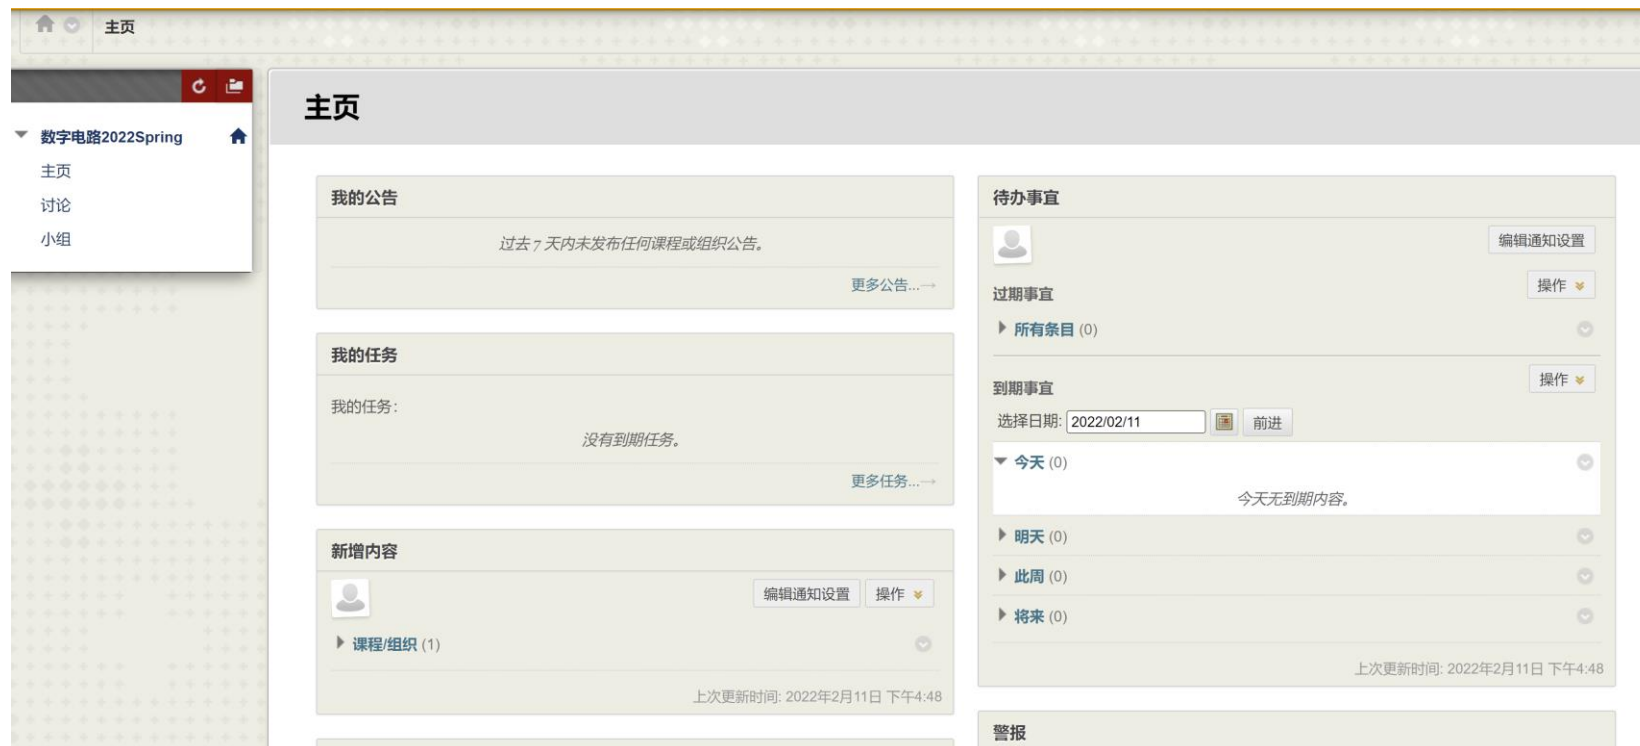 主页
数字电路2022Spring
主页
讨论
小组
主页
我的公告
过去 7 天内未发布任何课程或组织公告。
更多公告...→
我的任务
我的任务:
没有到期任务。
更多任务...→
新增内容
编辑通知设置 操作
课程/组织 (1)
上次更新时间: 2022年2月11日 下午4:48
待办事宜
编辑通知设置
过期事宜 操作
所有条目 (0)
到期事宜 操作
选择日期: 2022/02/11 前进
今天 (0)
今天无到期内容。
明天 (0)
此周 (0)
将来 (0)
上次更新时间: 2022年2月11日 下午4:48
警报